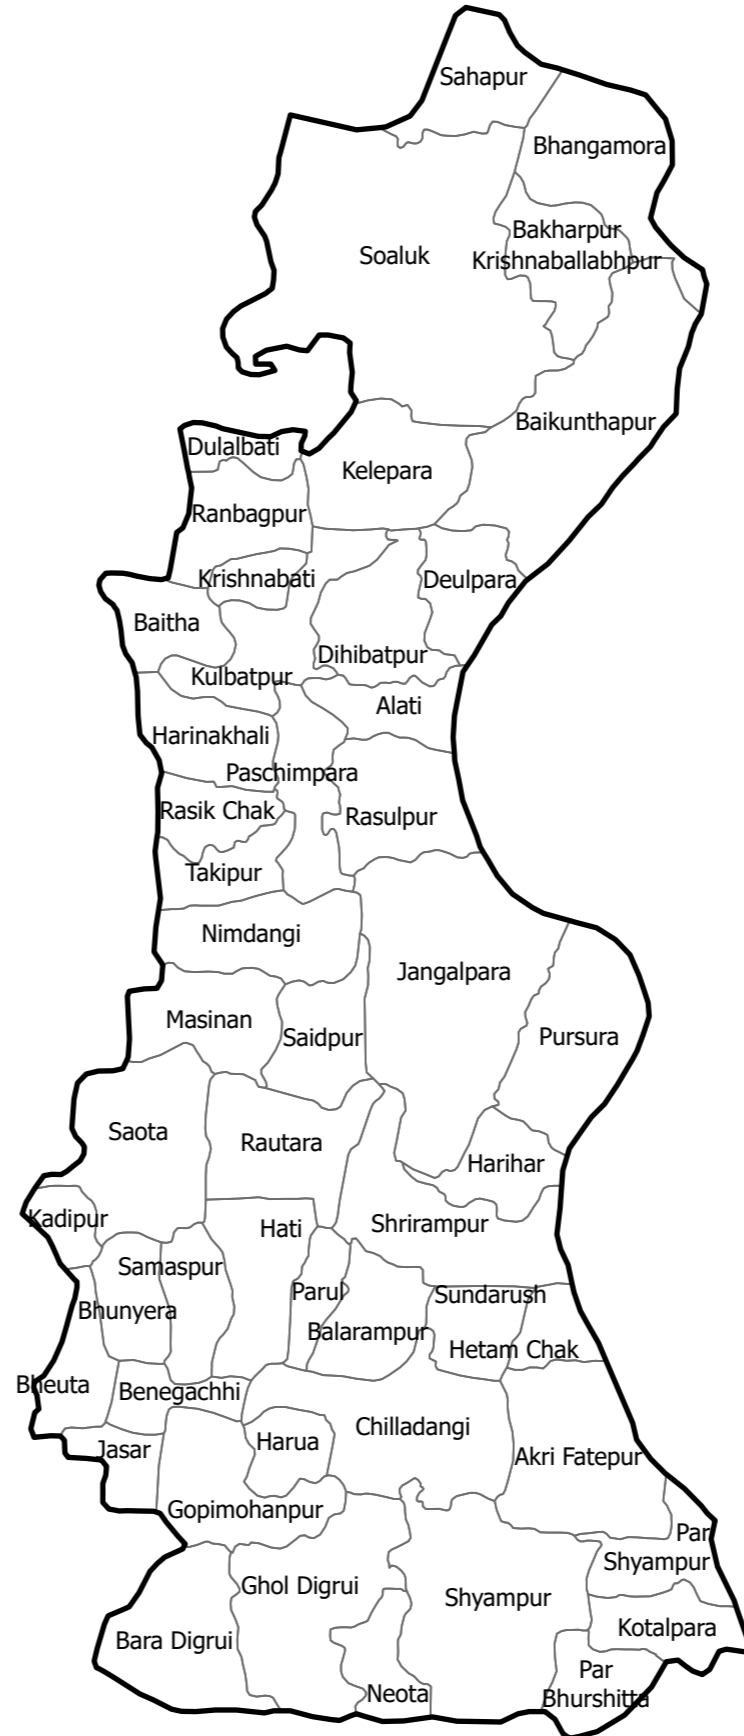 Sahapur
Bhangamora
Bakharpur
Soaluk
Krishnaballabhpur
Baikunthapur
Dulalbati
Kelepara
Ranbagpur
Krishnabati
Deulpara
Baitha
Dihibatpur
Kulbatpur
Alati
Harinakhali
Paschimpara
Rasik Chak
Rasulpur
Takipur
Nimdangi
Jangalpara
Masinan
Saidpur
Pursura
Saota
Rautara
Harihar
Kadipur
Hati
Shrirampur
Samaspur
Parul
Sundarush
Bhunyera
Balarampur
Hetam Chak
Bheuta
Benegachhi
Chilladangi
Jasar
Harua
Akri Fatepur
Gopimohanpur
Par
Shyampur
Ghol Digrui
Shyampur
Kotalpara
Bara Digrui
Par
Bhurshitta
Neota